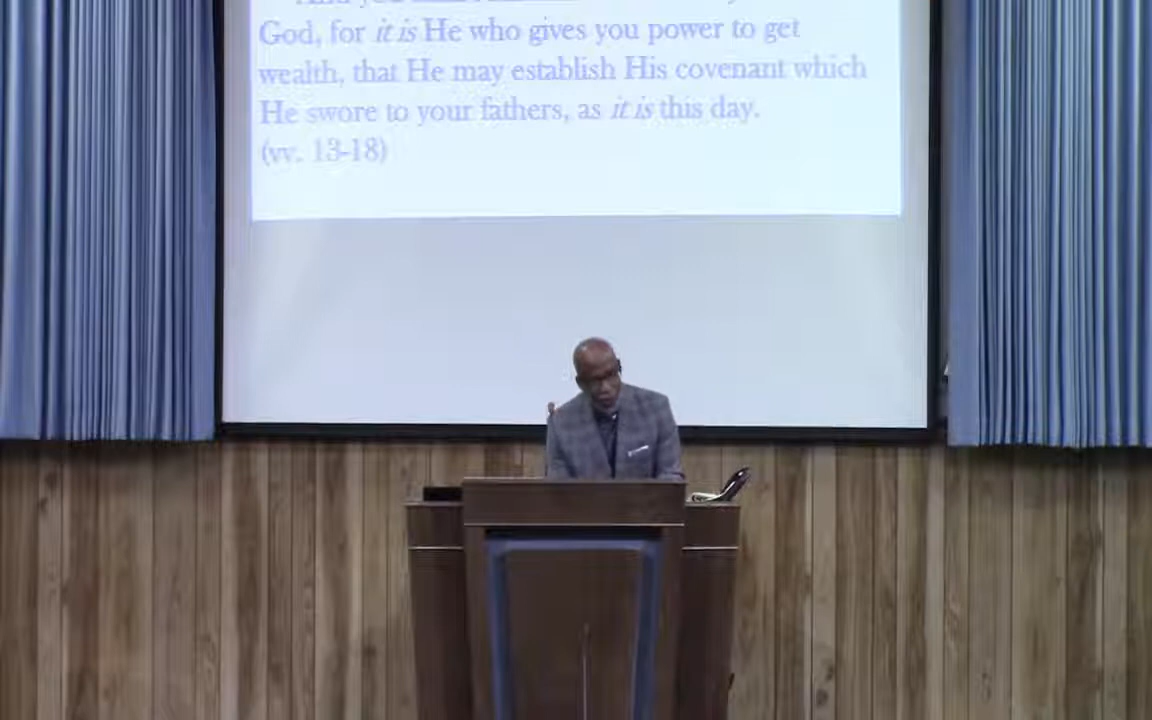 God, for it is He who gives you power to get
wealth, that He may establish His covenant which
He swore to your fathers, as it is this day.
(vv. 13-18)